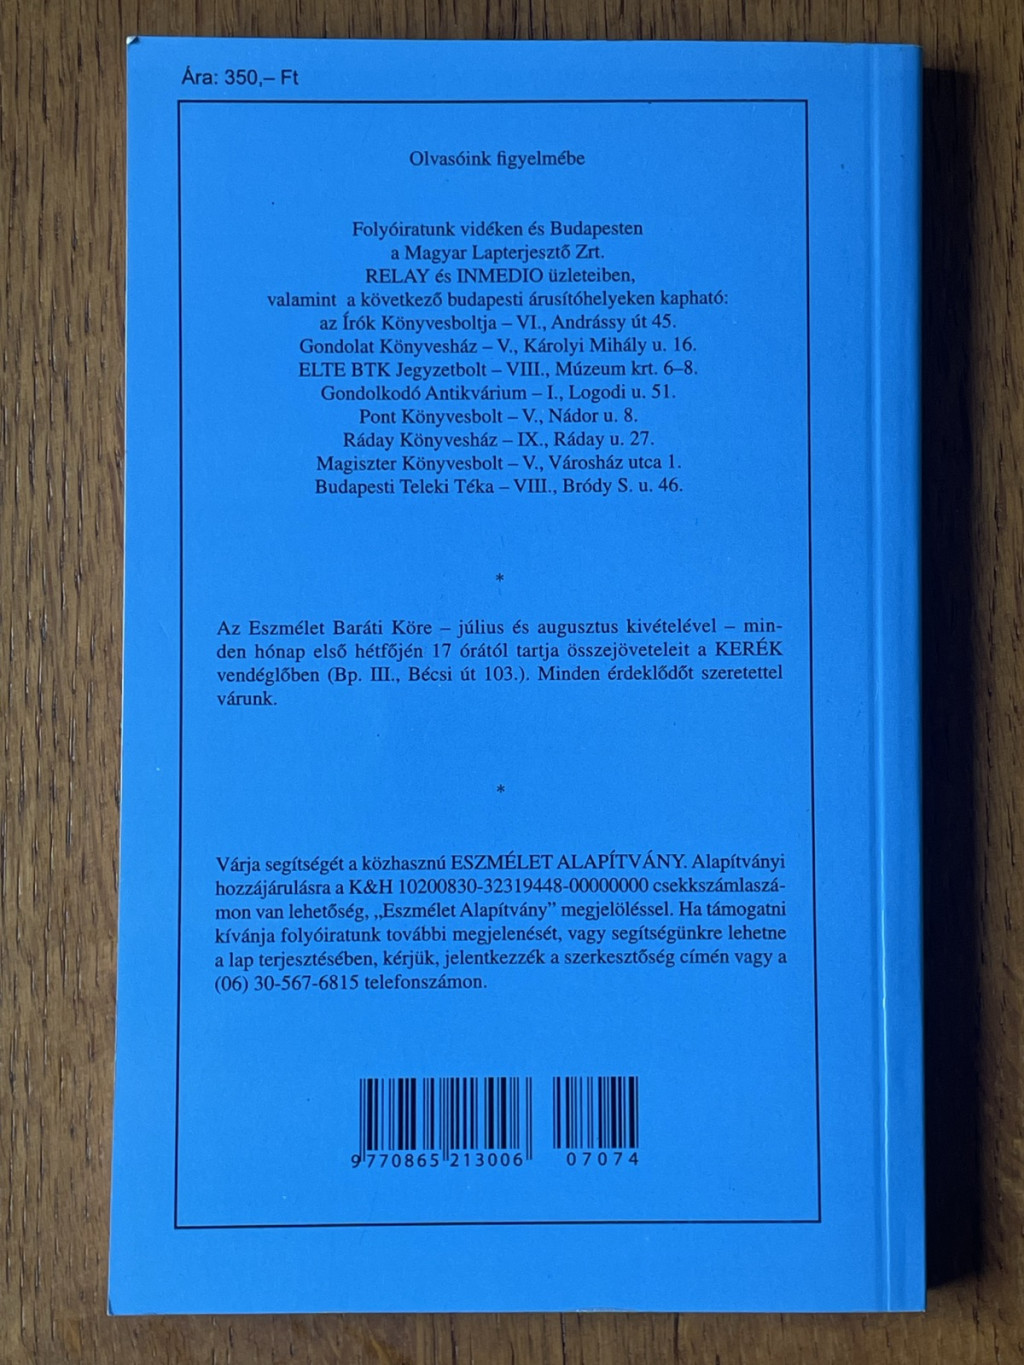 Ára: 350,– Ft
Olvasóink figyelmébe
Folyóiratunk vidéken és Budapesten
a Magyar Lapterjesztő Zrt.
RELAY és INMEDIO üzleteiben,
valamint a következő budapesti árusítóhelyeken kapható:
az Írók Könyvesboltja – VI., Andrássy út 45.
Gondolat Könyvesház – V., Károlyi Mihály u. 16.
ELTE BTK Jegyzetbolt – VIII., Múzeum krt. 6–8.
Gondolkodó Antikvárium – I., Logodi u. 51.
Pont Könyvesbolt – V., Nádor u. 8.
Ráday Könyvesház – IX., Ráday u. 27.
Magiszter Könyvesbolt – V., Városház utca 1.
Budapesti Teleki Téka – VIII., Bródy S. u. 46.
*
Az Eszmélet Baráti Köre – július és augusztus kivételével – min-
den hónap első hétfőjén 17 órától tartja összejöveteleit a KERÉK
vendéglőben (Bp. III., Bécsi út 103.). Minden érdeklődőt szeretettel
várunk.
*
Várja segítségét a közhasznú ESZMÉLET ALAPÍTVÁNY. Alapítványi
hozzájárulásra a K&H 10200830-32319448-00000000 csekkszámlaszá-
mon van lehetőség, „Eszmélet Alapítvány” megjelöléssel. Ha támogatni
kívánja folyóiratunk további megjelenését, vagy segítségünkre lehetne
a lap terjesztésében, kérjük, jelentkezzék a szerkesztőség címén vagy a
(06) 30-567-6815 telefonszámon.
9 770865 213006 07074